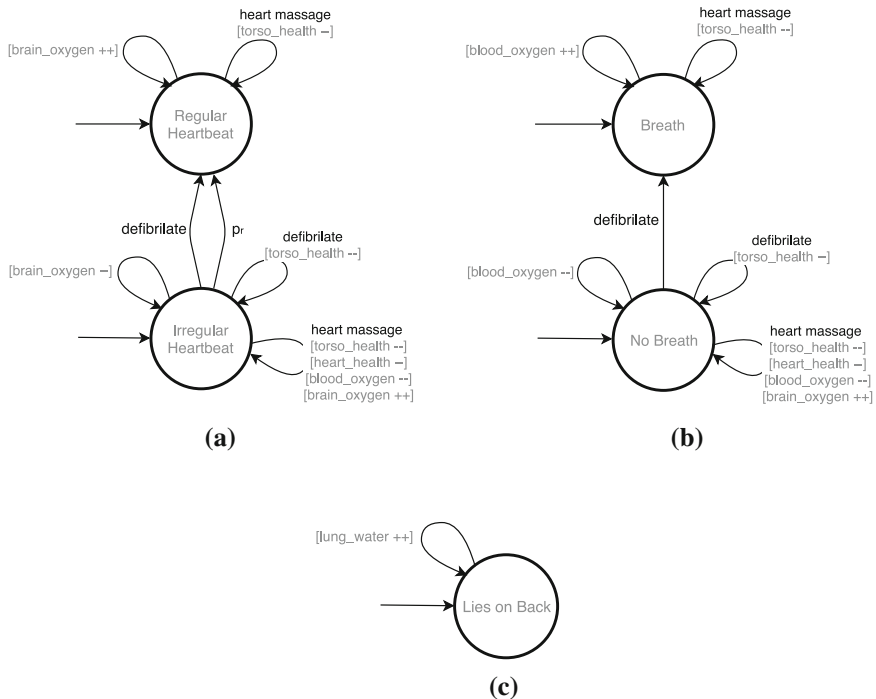 heart massage
[torso_health –]
[brain_oxygen ++]
Regular
Heartbeat
defibrilate
pr
defibrilate
[torso_health --]
[brain_oxygen –]
Irregular
Heartbeat
heart massage
[torso_health --]
[heart_health –]
[blood_oxygen --]
[brain_oxygen ++]
(a)
heart massage
[torso_health --]
[blood_oxygen ++]
Breath
defibrilate
defibrilate
[torso_health –]
[blood_oxygen --]
No Breath
heart massage
[torso_health --]
[heart_health –]
[blood_oxygen --]
[brain_oxygen ++]
(b)
[lung_water ++]
Lies on Back
(c)